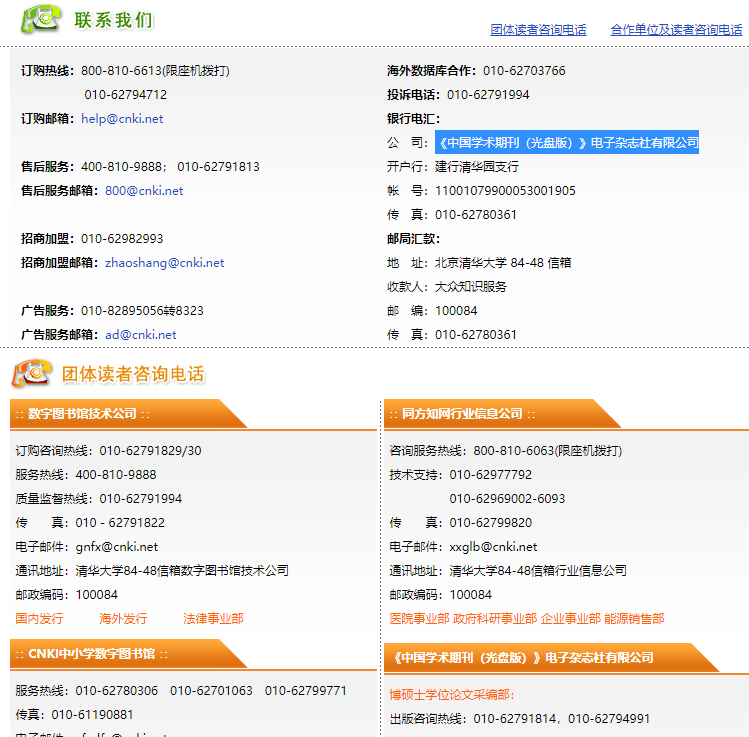 联系我们
团体读者咨询电话 合作单位及读者咨询电话
订购热线：800-810-6613(限座机拨打)
010-62794712
订购邮箱：help@cnki.net
售后服务：400-810-9888； 010-62791813
售后服务邮箱：800@cnki.net
招商加盟：010-62982993
招商加盟邮箱：zhaoshang@cnki.net
广告服务：010-82895056转8323
广告服务邮箱：ad@cnki.net
海外数据库合作：010-62703766
投诉电话：010-62791994
银行电汇：
公 司：《中国学术期刊（光盘版）》电子杂志社有限公司
开户行：建行清华园支行
帐 号：11001079900053001905
传 真：010-62780361
邮局汇款：
地 址：北京清华大学 84-48 信箱
收款人：大众知识服务
邮 编：100084
传 真：010-62780361
团体读者咨询电话
:: 数字图书馆技术公司 ::
订购咨询热线：010-62791829/30
服务热线：400-810-9888
质量监督热线：010-62791994
传 真：010 - 62791822
电子邮件：gnfx@cnki.net
通讯地址：清华大学84-48信箱数字图书馆技术公司
邮政编码：100084
国内发行 海外发行 法律事业部
:: 同方知网行业信息公司 ::
咨询服务热线：800-810-6063(限座机拨打)
技术支持：010-62977792
010-62969002-6093
传 真：010-62799820
电子邮件：xxglb@cnki.net
通讯地址：清华大学84-48信箱行业信息公司
邮政编码：100084
医院事业部 政府科研事业部 企业事业部 能源销售部
:: CNKI中小学数字图书馆 ::
服务热线：010-62780306 010-62701063 010-62799771
传真：010-61190881
《中国学术期刊（光盘版）》电子杂志社有限公司
博硕士学位论文采编部：
出版咨询热线：010-62791814，010-62794991